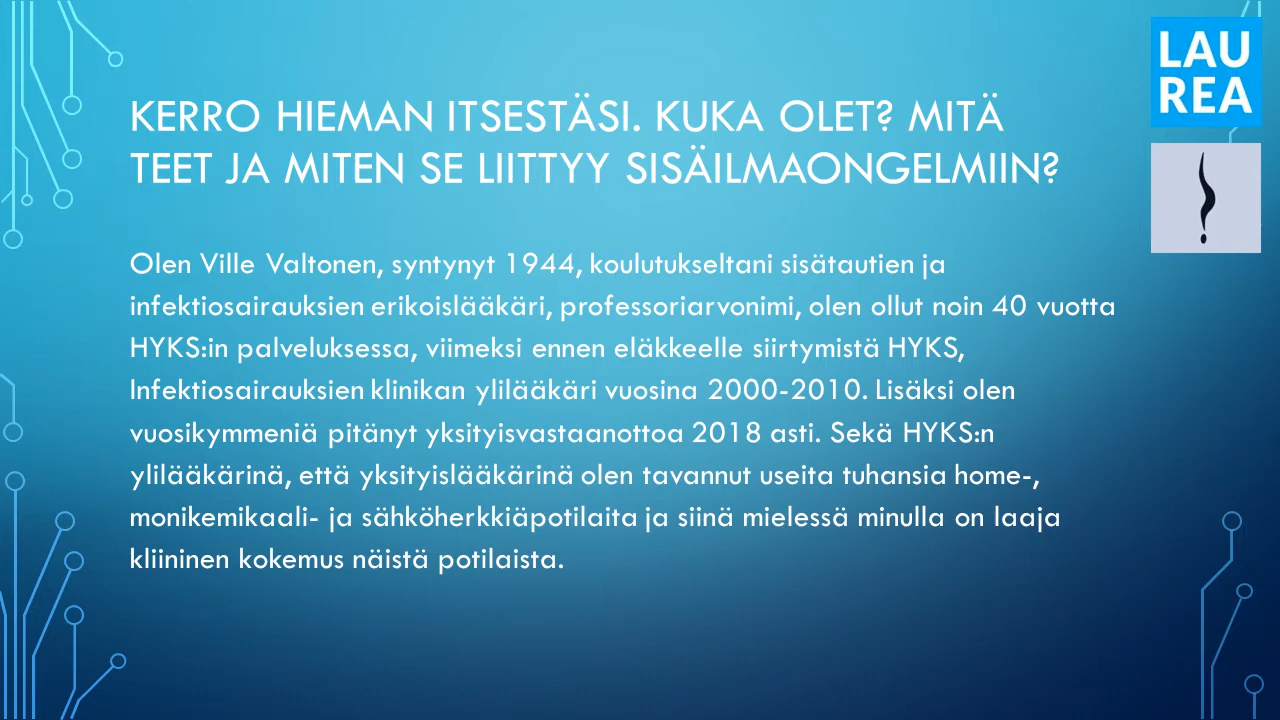 LAU
REA
KERRO HIEMAN ITSESTÄSI. KUKA OLET? MITÄ
TEET JA MITEN SE LIITTYY SISÄILMAONGELMIIN?
Olen Ville Valtonen, syntynyt 1944, koulutukseltani sisätautien ja
infektiosairauksien erikoislääkäri, professoriarvonimi, olen ollut noin 40 vuotta
HYKS:in palveluksessa, viimeksi ennen eläkkeelle siirtymistä HYKS,
Infektiosairauksien klinikan ylilääkäri vuosina 2000-2010. Lisäksi olen
vuosikymmeniä pitänyt yksityisvastaanottoa 2018 asti. Sekä HYKS:n
ylilääkärinä, että yksityislääkärinä olen tavannut useita tuhansia home-,
monikemikaali- ja sähköherkkiäpotilaita ja siinä mielessä minulla on laaja
kliininen kokemus näistä potilaista.